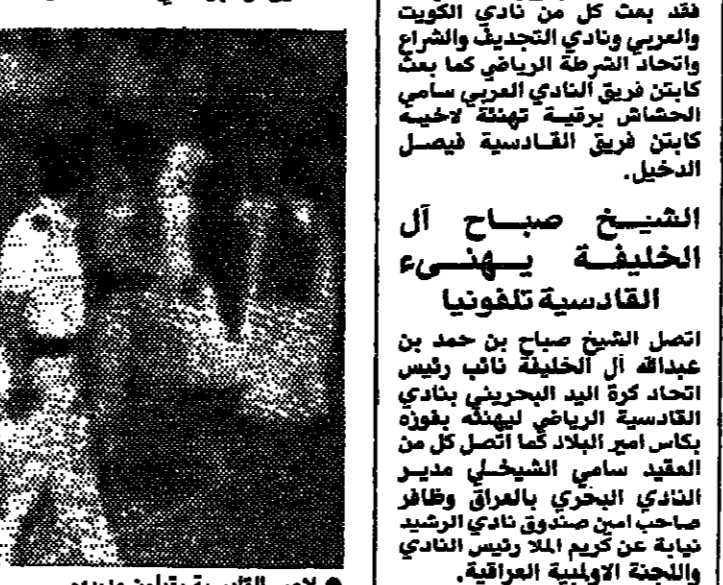 فقد بعث كل من نادي الكويت
والعربي ونادي التجديف والشراع
واتحاد الشرطة الرياضي كما بعث
كابتن فريق النادي العربي سامي
الحشاش برقية تهنئة لاخيه
كابتن فريق القادسية فيصل
الدخيل.
الشيخ صباح آل
الخليفة يهنىء
القادسية تلفونيا
اتصل الشيخ صباح بن حمد بن
عبدالله آل الخليفة نائب رئيس
اتحاد كرة اليد البحريني بنادي
القادسية الرياضي ليهنئه بفوزه
بكاس امير البلاد كما اتصل كل من
العقيد سامي الشيخلي مدير
النادي البحري بالعراق وظافر
صاحب امين صندوق نادي الرشيد
نيابة عن كريم الملا رئيس النادي
واللجنة الاولمبية العراقية.